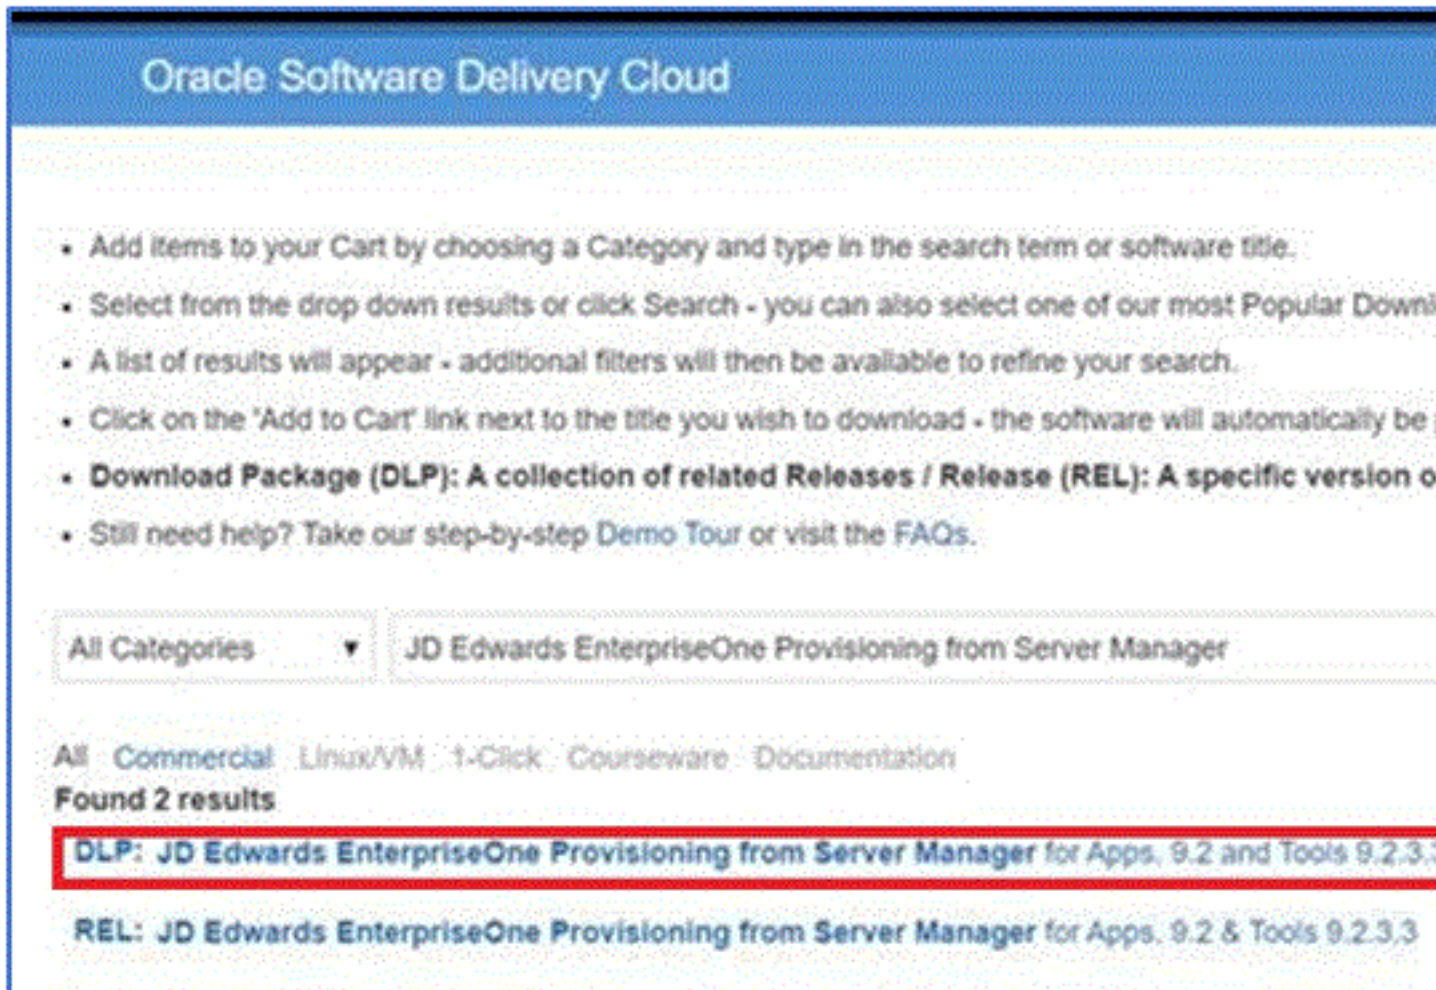 Oracle Software Delivery Cloud
Add items to your Cart by choosing a Category and type in the search term or software title.
Select from the drop down results or click Search - you can also select one of our most Popular
A list of results will appear - additional filters will then be available to refine your search.
Click on the 'Add to Cart' link next to the title you wish to download - the software will automatically be
Download Package (DLP): A collection of related Releases / Release (REL): A specific version
Still need help? Take our step-by-step Demo Tour or visit the FAQs.
All Categories ▼ JD Edwards EnterpriseOne Provisioning from Server Manager
All Commercial Linux/VM 1-Click Courseware Documentation
Found 2 results
DLP: JD Edwards EnterpriseOne Provisioning from Server Manager for Apps. 9.2 and Tools 9.2.3.3
REL: JD Edwards EnterpriseOne Provisioning from Server Manager for Apps. 9.2 & Tools 9.2.3.3